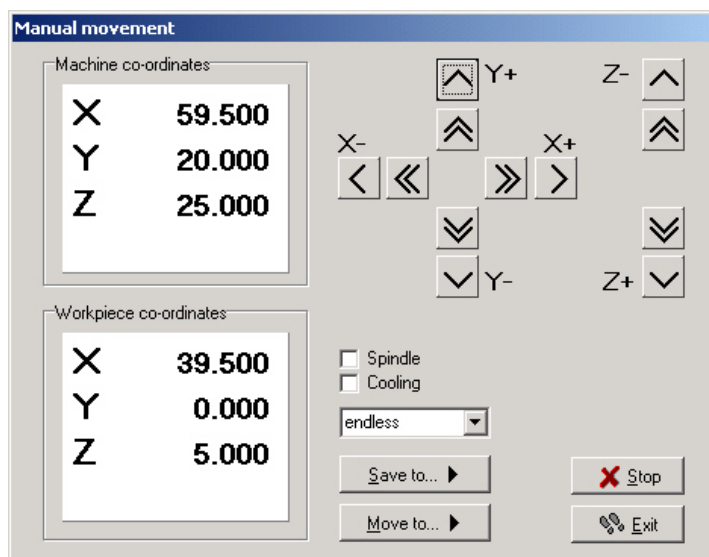 Manual movement
Machine co-ordinates
X 59.500
Y 20.000
Z 25.000
Workpiece co-ordinates
X 39.500
Y 0.000
Z 5.000
Y+
Z-
X-
X+
Y-
Z+
Spindle
Cooling
endless
Save to...
Move to...
Stop
Exit